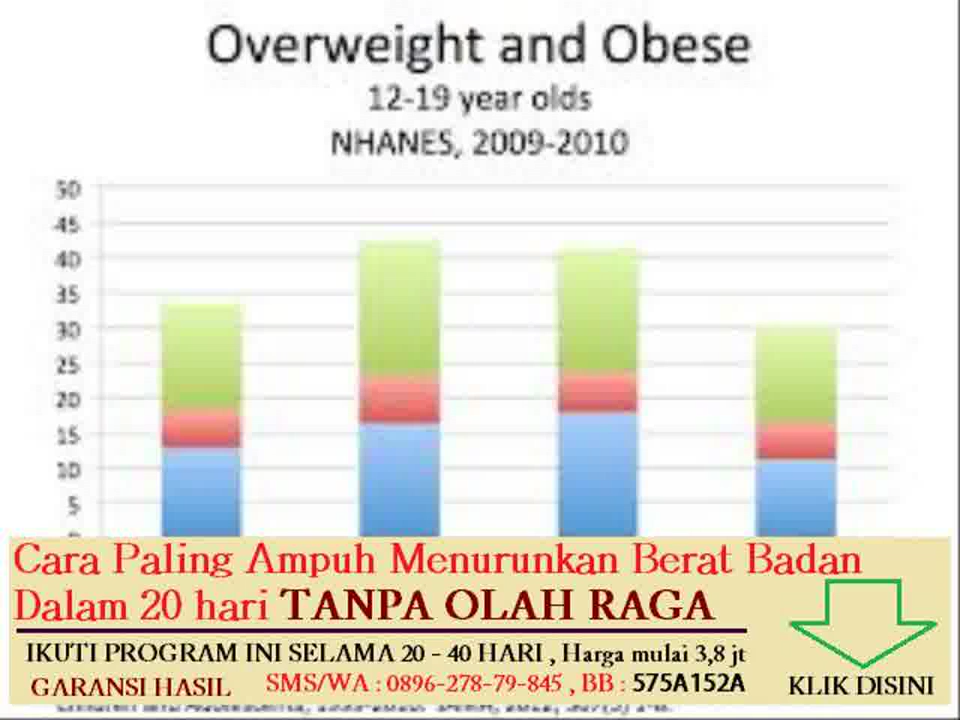 Overweight and Obese
12-19 year olds
NHANES, 2009-2010
50
45
40
35
30
25
20
15
10
5
Cara Paling Ampuh Menurunkan Berat Badan
Dalam 20 hari TANPA OLAH RAGA
IKUTI PROGRAM INI SELAMA 20 - 40 HARI , Harga mulai 3,8 jt
GARANSI HASIL SMS/WA : 0896-278-79-845 , BB : 575A152A
KLIK DISINI